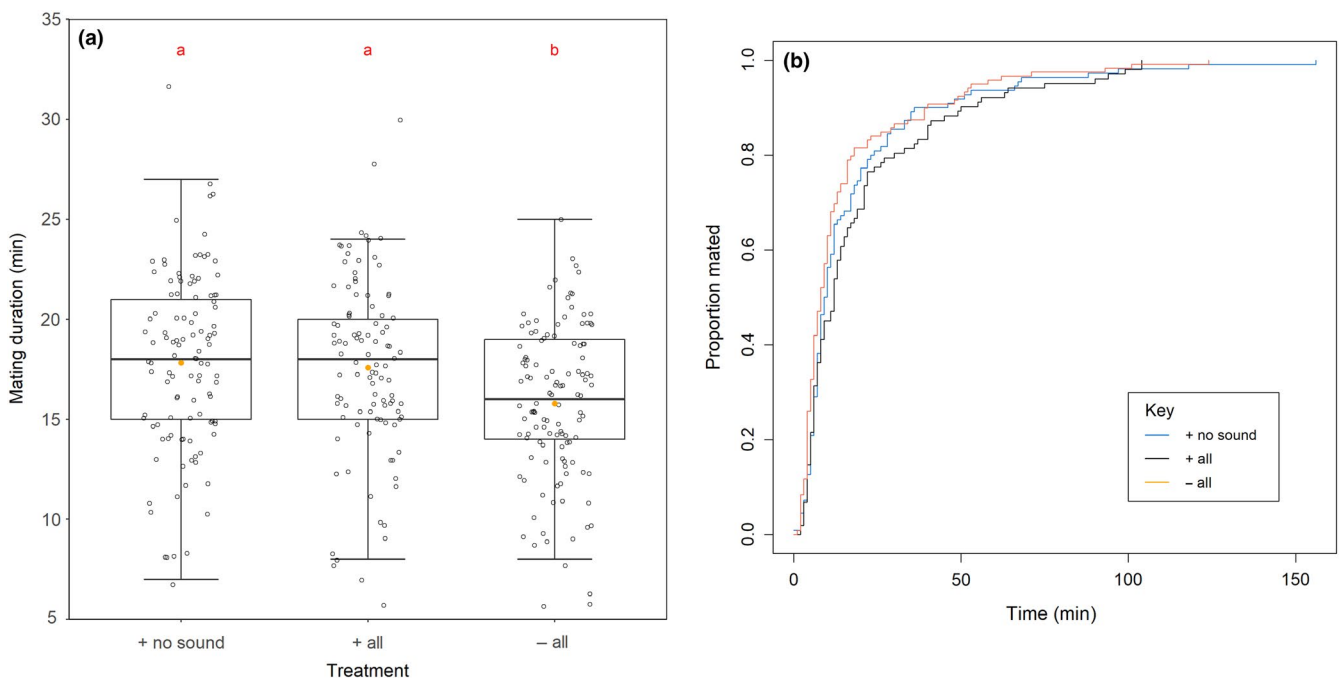 (a)
a a b
Mating duration (min)
35
30
25
20
15
10
5
+ no sound + all – all
Treatment
(b)
Proportion mated
1.0
0.8
0.6
0.4
0.2
0.0
Key
+ no sound
+ all
– all
0 50 100 150
Time (min)